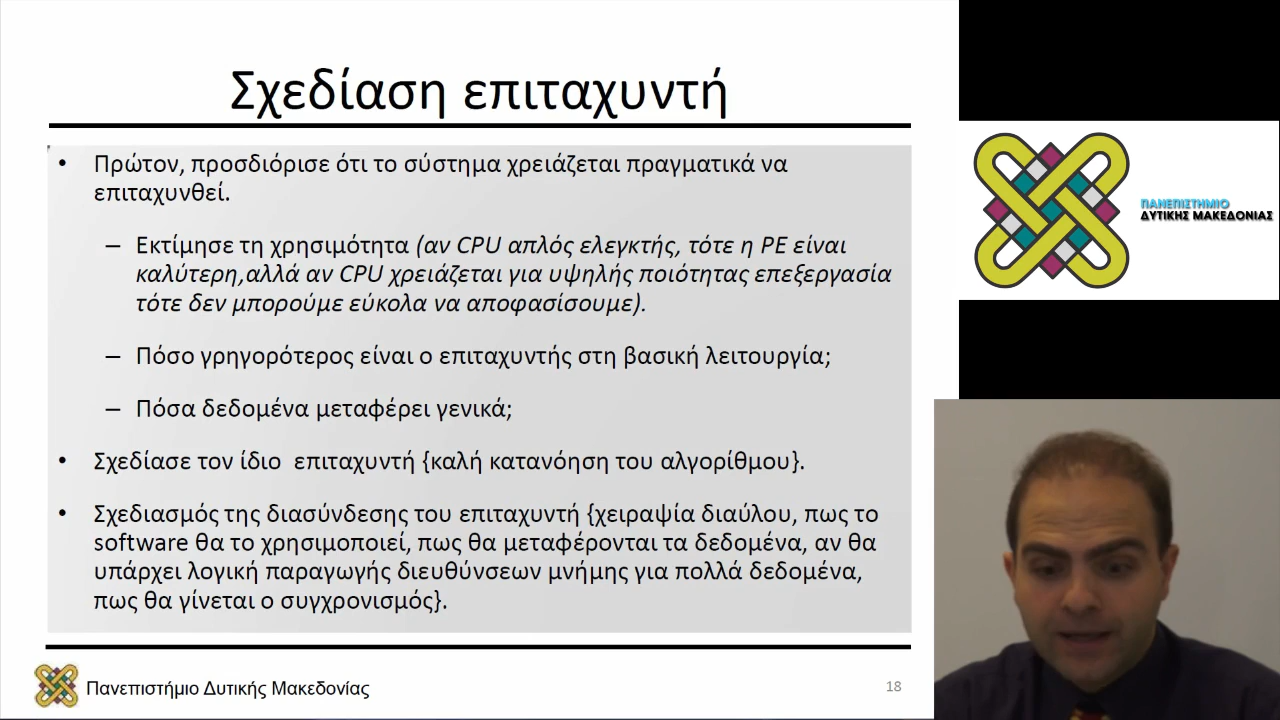 Σχεδίαση επιταχυντή
• Πρώτον, προσδιόρισε ότι το σύστημα χρειάζεται πραγματικά να
επιταχυνθεί.
– Εκτίμησε τη χρησιμότητα (αν CPU απλός ελεγκτής, τότε η PE είναι
καλύτερη,αλλά αν CPU χρειάζεται για υψηλής ποιότητας επεξεργασία
τότε δεν μπορούμε εύκολα να αποφασίσουμε).
– Πόσο γρηγορότερος είναι ο επιταχυντής στη βασική λειτουργία;
– Πόσα δεδομένα μεταφέρει γενικά;
• Σχεδίασε τον ίδιο επιταχυντή {καλή κατανόηση του αλγορίθμου}.
• Σχεδιασμός της διασύνδεσης του επιταχυντή {χειραψία διαύλου, πως το
software θα το χρησιμοποιεί, πως θα μεταφέρονται τα δεδομένα, αν θα
υπάρχει λογική παραγωγής διευθύνσεων μνήμης για πολλά δεδομένα,
πως θα γίνεται ο συγχρονισμός}.
Πανεπιστήμιο Δυτικής Μακεδονίας
18
ΠΑΝΕΠΙΣΤΗΜΙΟ
ΔΥΤΙΚΗΣ ΜΑΚΕΔΟΝΙΑΣ